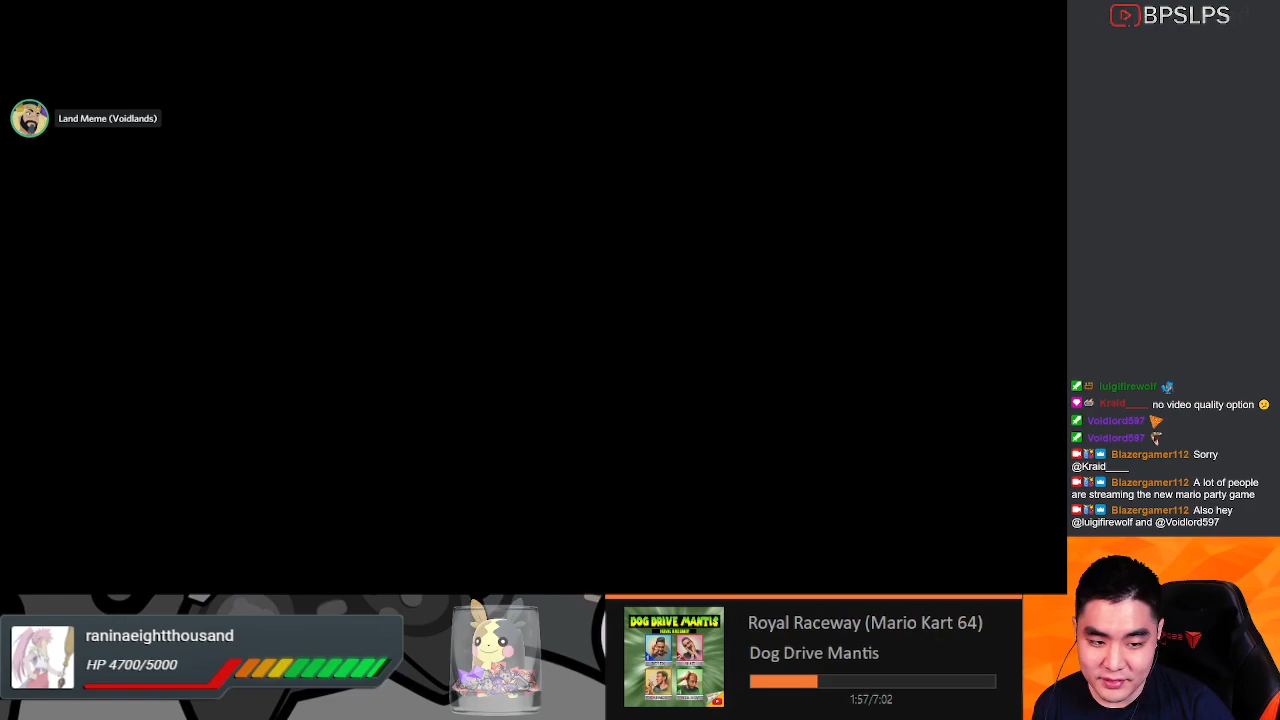 BPSLPS
Land Meme (Voidlands)
luigifirewolf
Kraid____ no video quality option
Voidlord597
Voidlord597
Blazergamer112 Sorry
@Kraid____
Blazergamer112 A lot of people
are streaming the new mario party game
Blazergamer112 Also hey
@luigifirewolf and @Voidlord597
raninaeightthousand
HP 4700/5000
DOG DRIVE MANTIS
Royal Raceway (Mario Kart 64)
Dog Drive Mantis
1:57/7:02